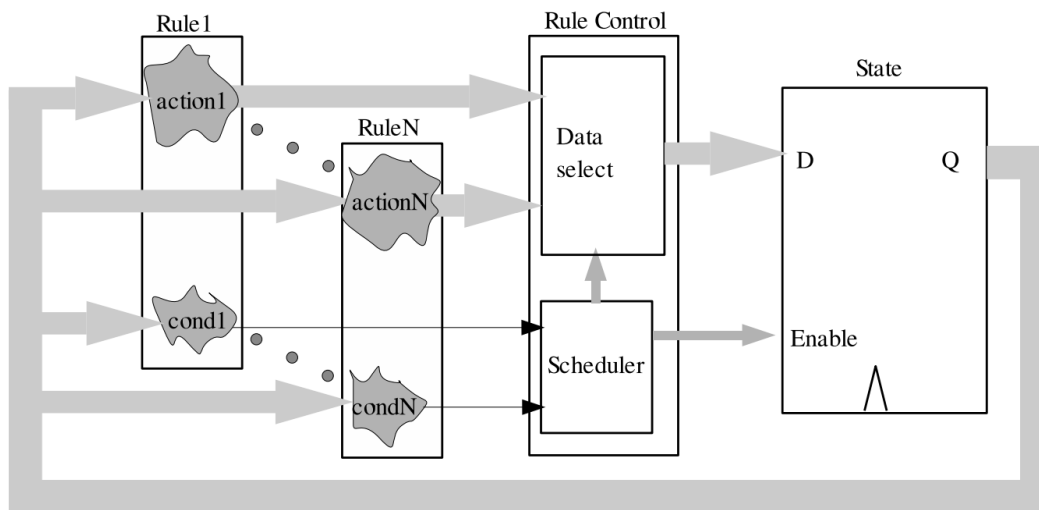 Rule1
Rule Control
State
action1
RuleN
Data
select
D
Q
actionN
cond1
Enable
Scheduler
condN